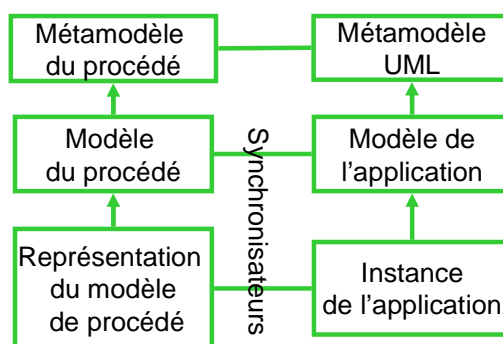 Métamodèle
du procédé
Métamodèle
UML
Modèle
du procédé
Synchronisateurs
Modèle de
l'application
Représentation
du modèle
de procédé
Instance
de l'application